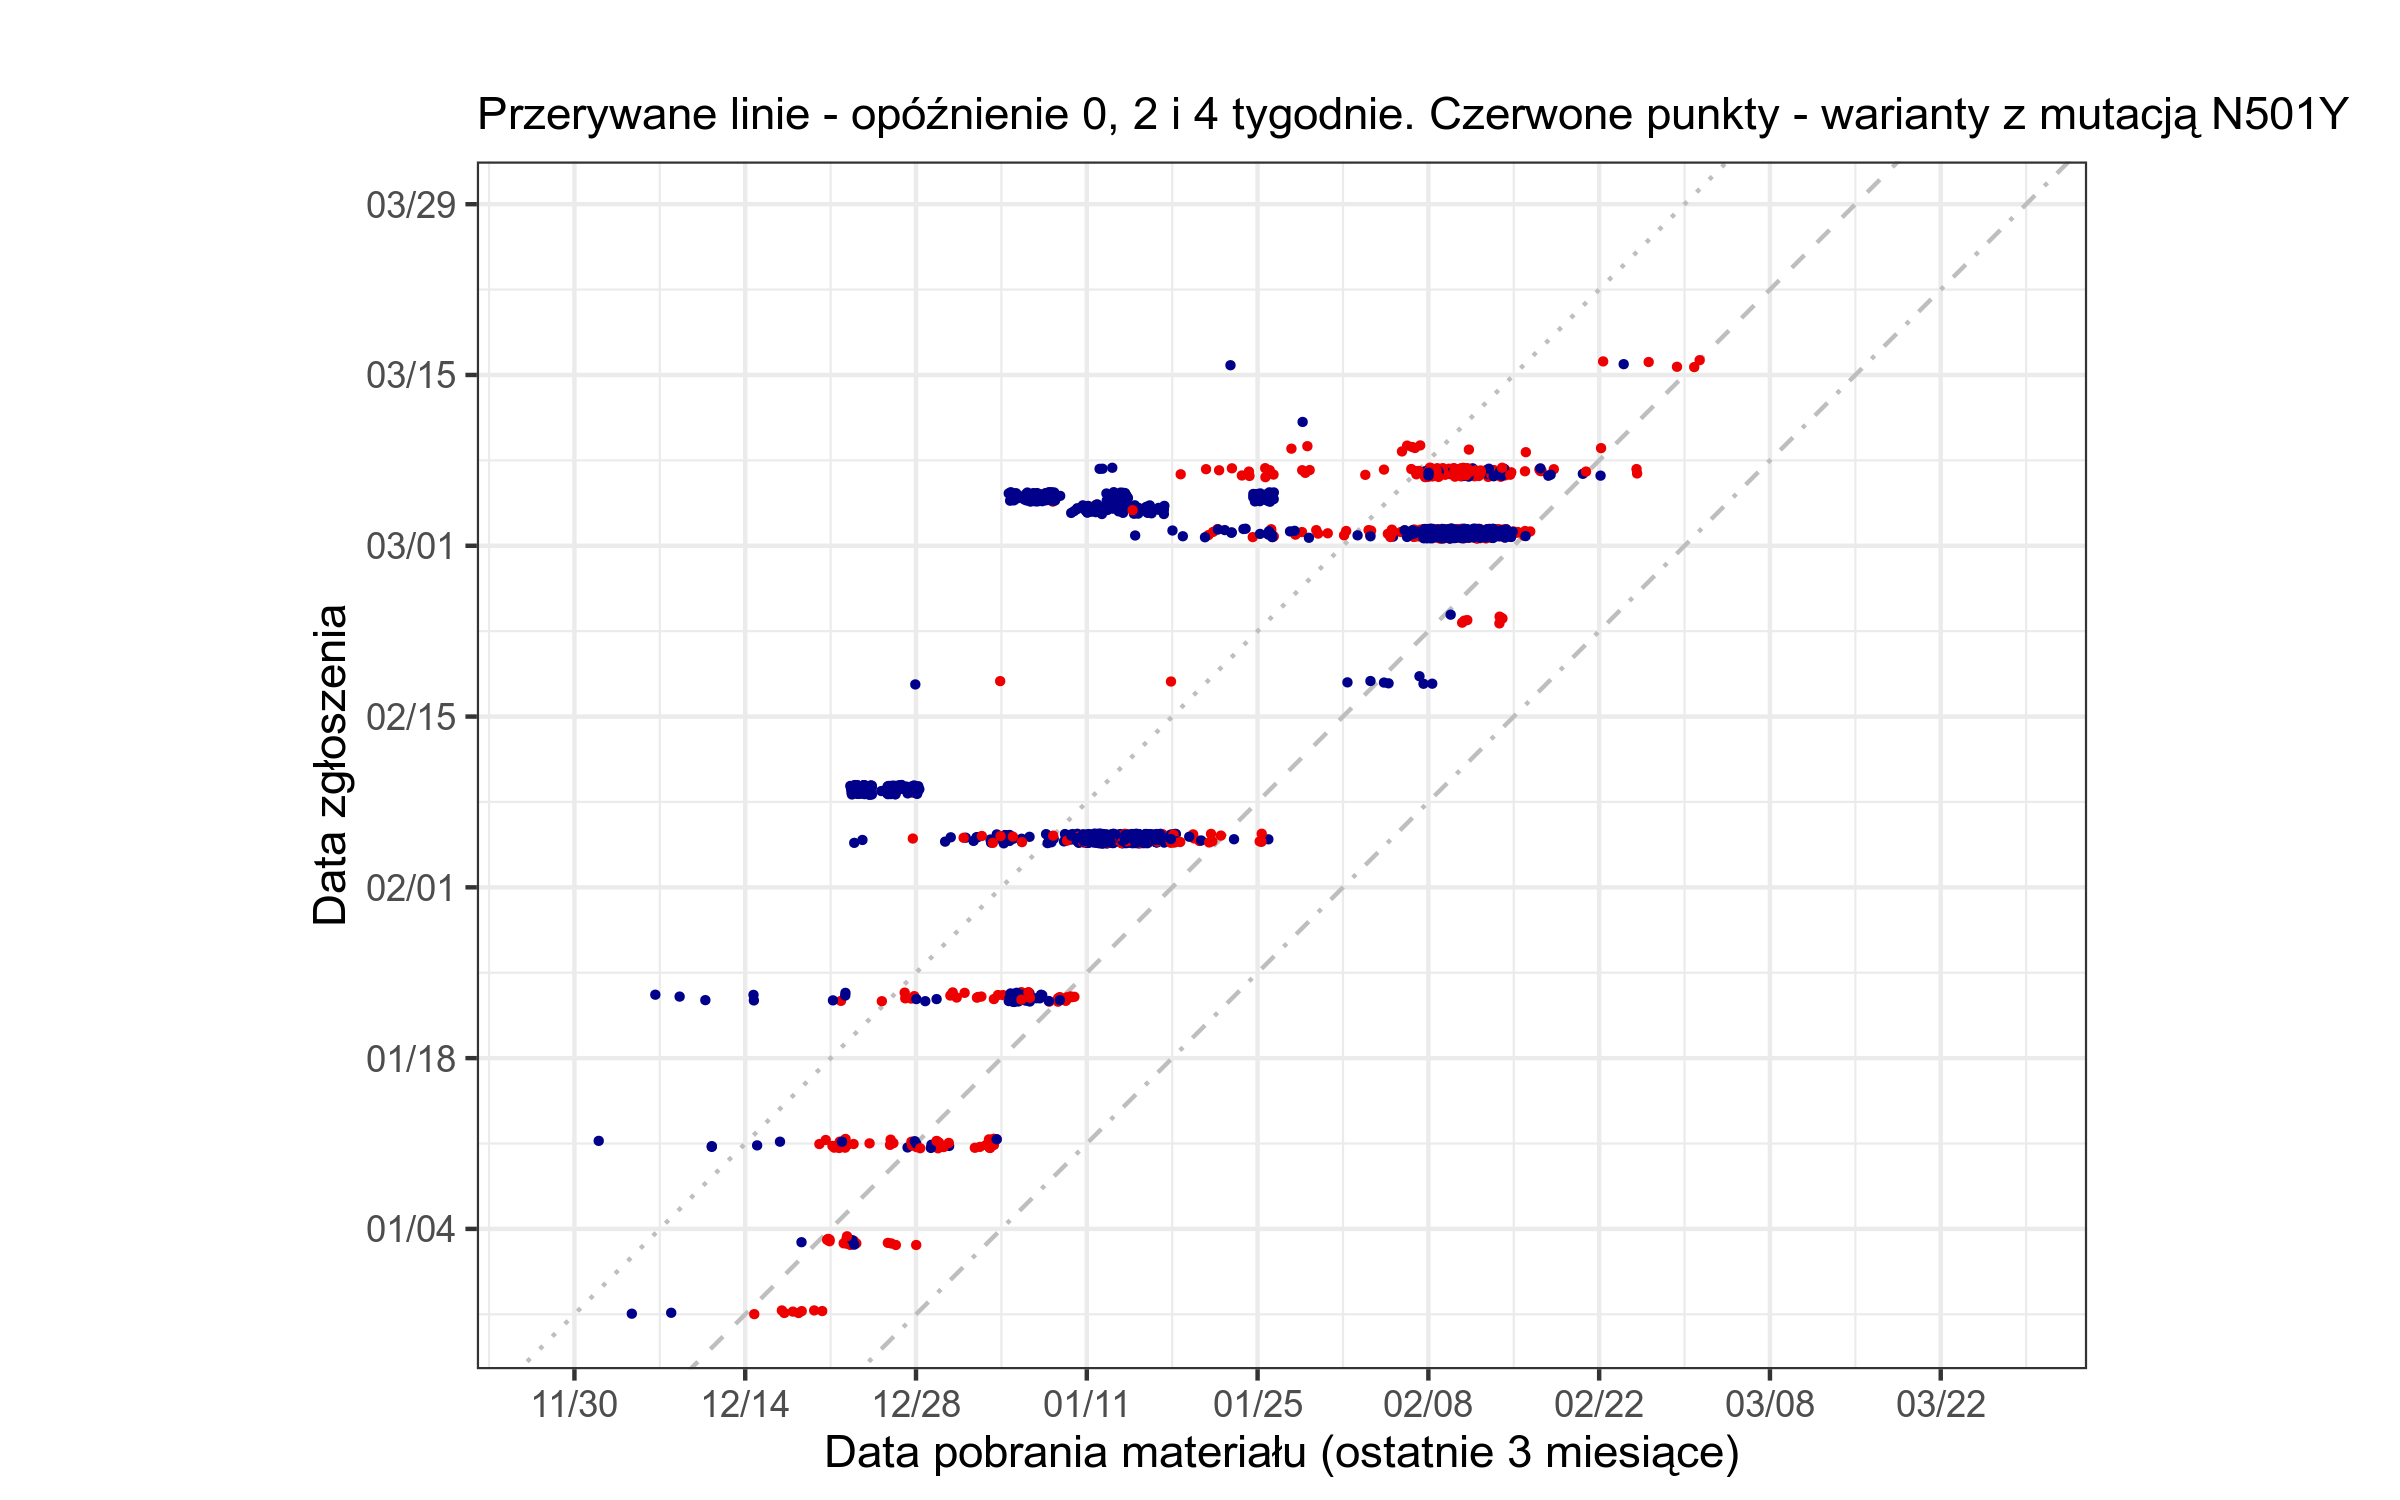 Przerywane linie - opóźnienie 0, 2 i 4 tygodnie. Czerwone punkty - warianty z mutacją N501Y
Data zgłoszenia
03/29
03/15
03/01
02/15
02/01
01/18
01/04
11/30 12/14 12/28 01/11 01/25 02/08 02/22 03/08 03/22
Data pobrania materiału (ostatnie 3 miesiące)